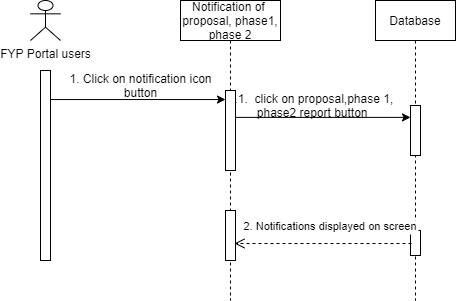 Notification of
proposal, phase1,
phase 2
Database
FYP Portal users
1. Click on notification icon
button
1. click on proposal,phase 1,
phase2 report button
2. Notifications displayed on screen